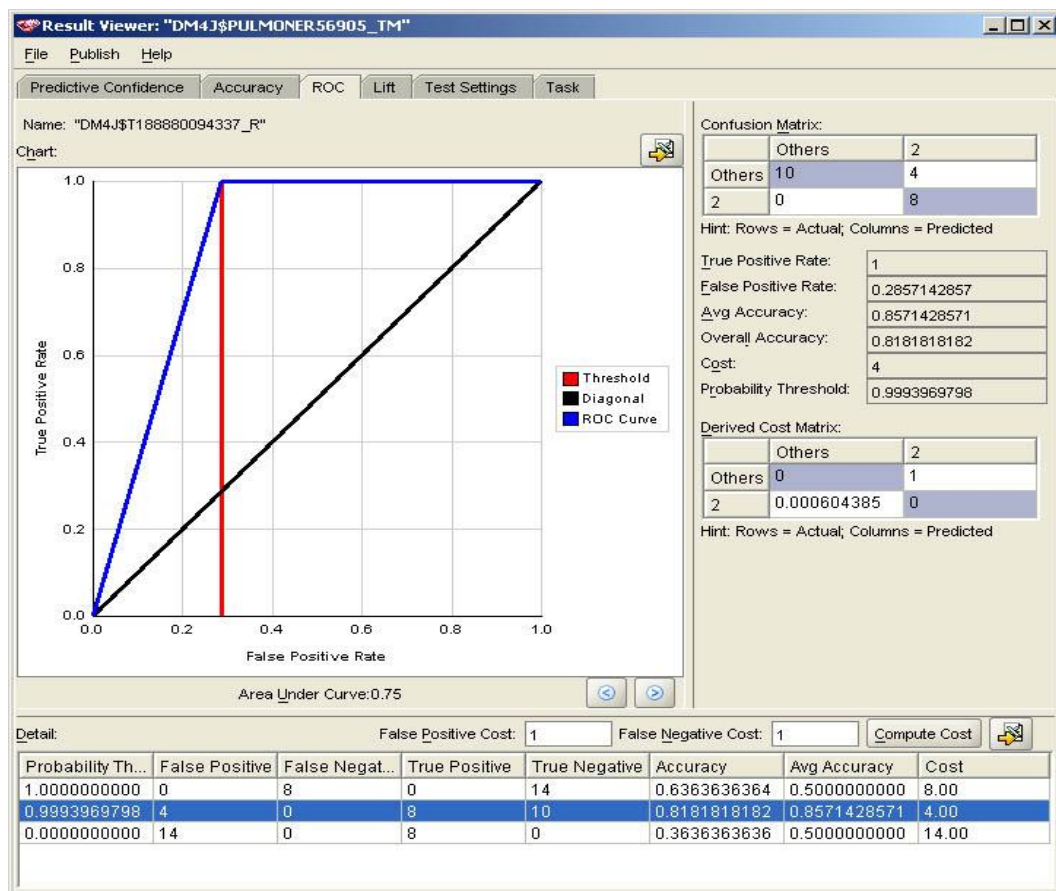 Result Viewer: "DM4J$PULMONER56905_TM"
File Publish Help
Predictive Confidence Accuracy ROC Lift Test Settings Task
Name: "DM4J$T188880094337_R"
Chart:
1.0
0.8
0.6
0.4
0.2
0.0
True Positive Rate
0.0 0.2 0.4 0.6 0.8 1.0
False Positive Rate
Threshold
Diagonal
ROC Curve
Area Under Curve:0.75
Confusion Matrix:
Others 2
Others 10 4
2 0 8
Hint: Rows = Actual; Columns = Predicted
True Positive Rate: 1
False Positive Rate: 0.2857142857
Avg Accuracy: 0.8571428571
Overall Accuracy: 0.8181818182
Cost: 4
Probability Threshold: 0.9993969798
Derived Cost Matrix:
Others 2
Others 0 1
2 0.000604385 0
Hint: Rows = Actual; Columns = Predicted
Detail: False Positive Cost: 1 False Negative Cost: 1 Compute Cost
Probability Th... False Positive False Negat... True Positive True Negative Accuracy Avg Accuracy Cost
1.0000000000 0 8 0 14 0.6363636364 0.5000000000 8.00
0.9993969798 4 0 8 10 0.8181818182 0.8571428571 4.00
0.0000000000 14 0 8 0 0.3636363636 0.5000000000 14.00